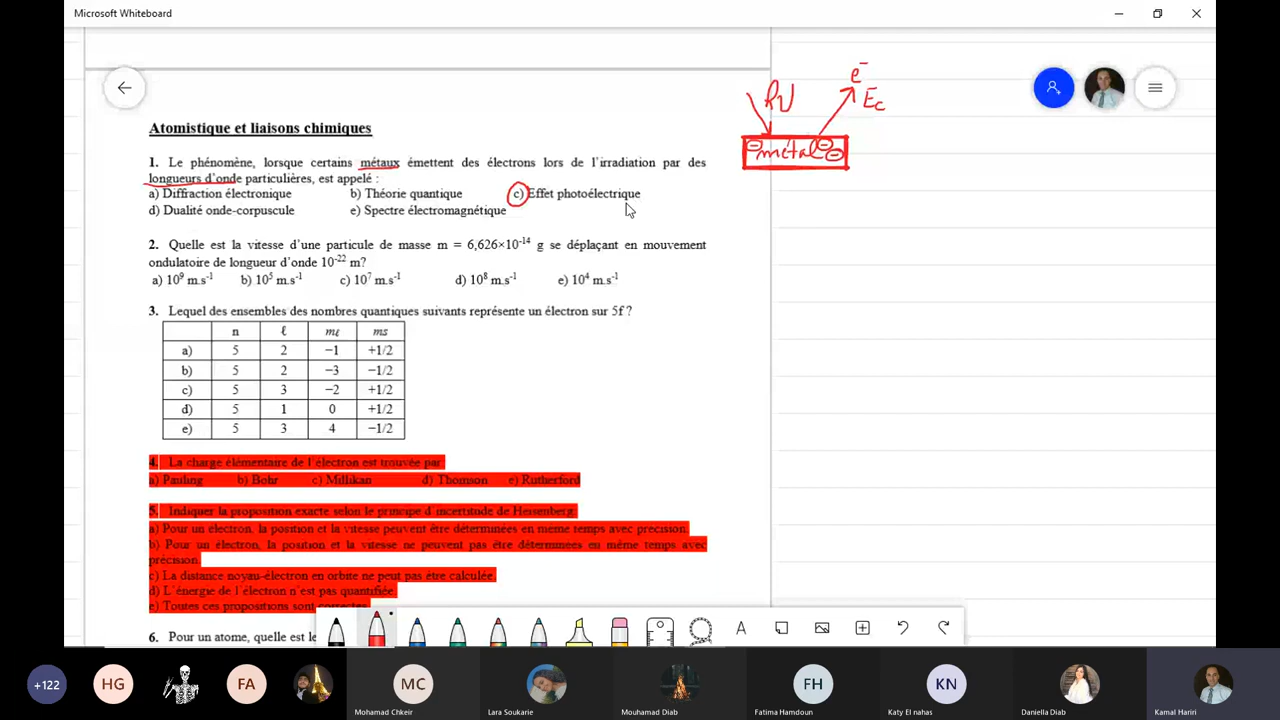 Microsoft Whiteboard
e-
hν
Ec
métal
Atomistique et liaisons chimiques
1. Le phénomène, lorsque certains métaux émettent des électrons lors de l'irradiation par des
longueurs d'onde particulières, est appelé :
a) Diffraction électronique b) Théorie quantique c) Effet photoélectrique
d) Dualité onde-corpuscule e) Spectre électromagnétique
2. Quelle est la vitesse d'une particule de masse m = 6,626×10⁻¹⁴ g se déplaçant en mouvement
ondulatoire de longueur d'onde 10⁻²² m?
a) 10⁹ m.s⁻¹ b) 10⁵ m.s⁻¹ c) 10⁷ m.s⁻¹ d) 10⁸ m.s⁻¹ e) 10⁴ m.s⁻¹
3. Lequel des ensembles des nombres quantiques suivants représente un électron sur 5f ?
n ℓ mℓ ms
a) 5 2 −1 +1/2
b) 5 2 −3 −1/2
c) 5 3 −2 +1/2
d) 5 1 0 +1/2
e) 5 3 4 −1/2
4. La charge élémentaire de l'électron est trouvée par
a) Pauling b) Bohr c) Millikan d) Thomson e) Rutherford
5. Indiquer la proposition exacte selon le principe d'incertitude de Heisenberg:
a) Pour un électron, la position et la vitesse peuvent être déterminées en même temps avec précision.
b) Pour un électron, la position et la vitesse ne peuvent pas être déterminées en même temps avec
précision.
c) La distance noyau-électron en orbite ne peut pas être calculée.
d) L'énergie de l'électron n'est pas quantifiée.
e) Toutes ces propositions sont correctes.
6. Pour un atome, quelle est le
A
+122 HG FA MC FH KN
Mohamad Chkeir Lara Soukarie Mouhamad Diab Fatima Hamdoun Katy El nahas Daniella Diab Kamal Hariri